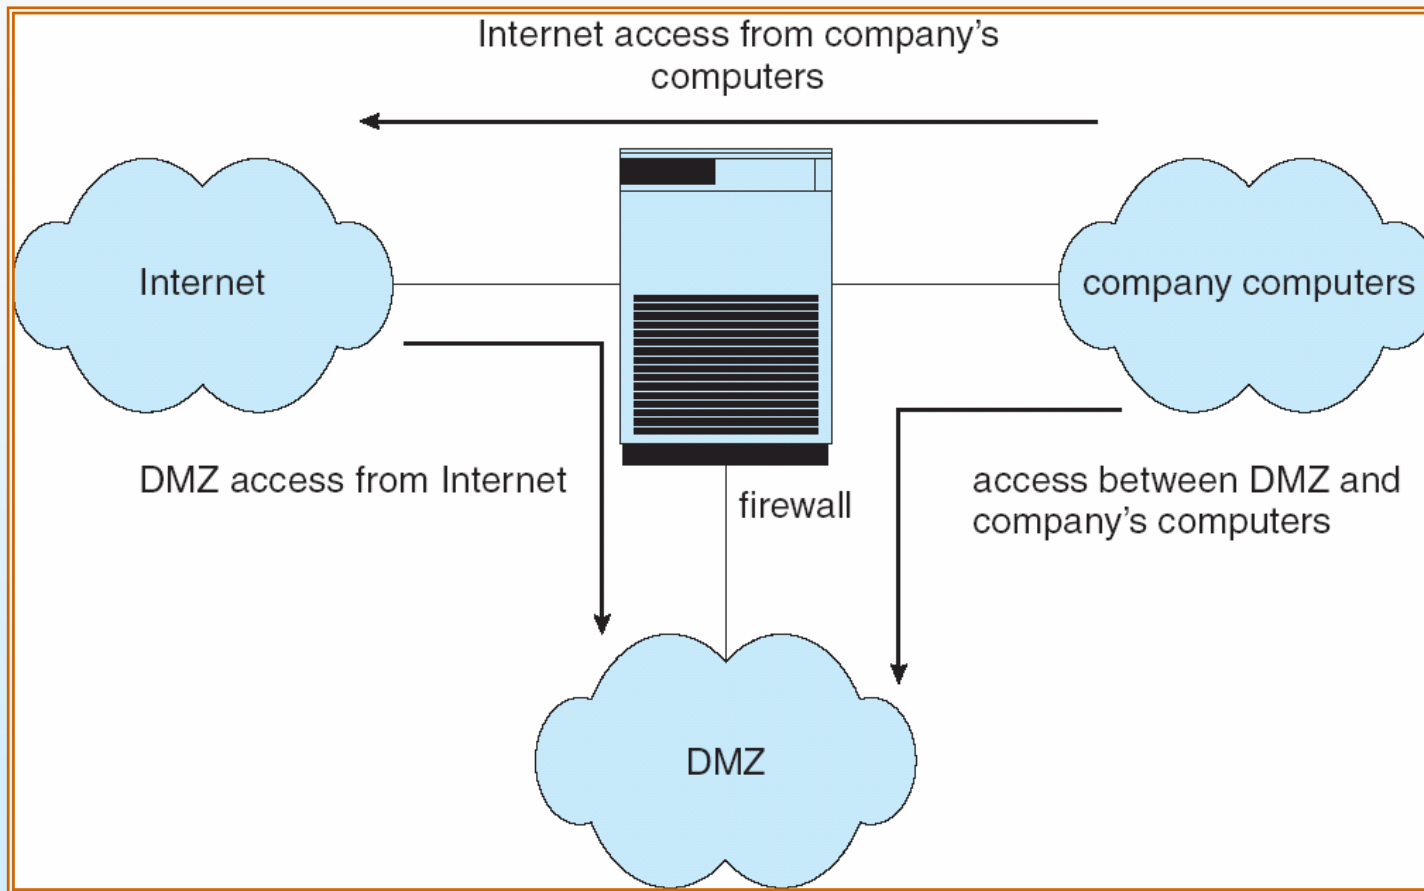 Internet access from company's
computers
Internet
company computers
DMZ access from Internet
firewall
access between DMZ and
company's computers
DMZ